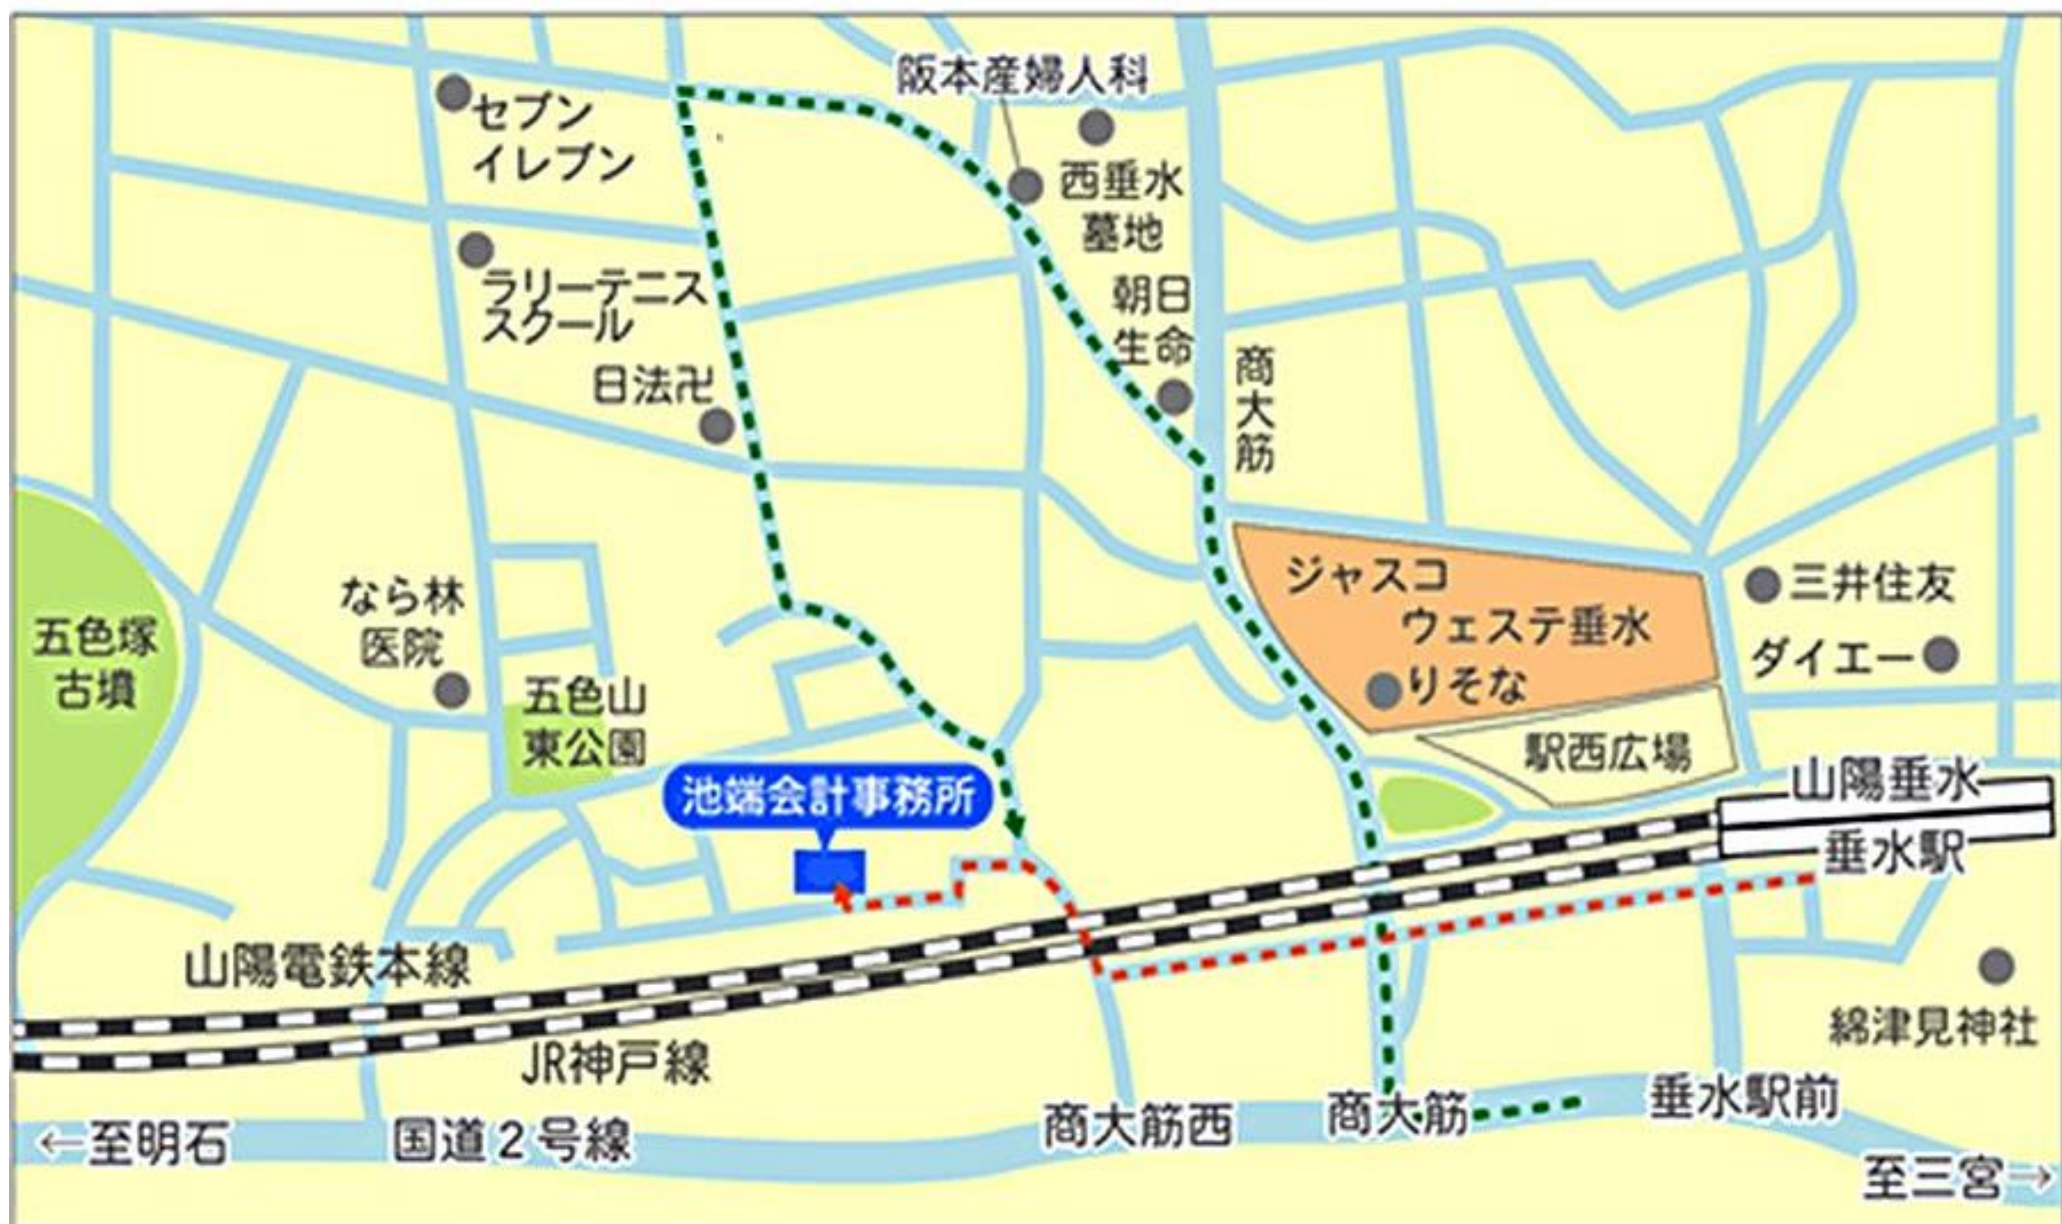 阪本産婦人科
セブン
イレブン
西垂水
墓地
ラリーテニス
スクール
朝日
生命
日法卍
商大筋
ジャスコ
ウェステ垂水
りそな
三井住友
ダイエー
なら林
医院
五色塚
古墳
五色山
東公園
駅西広場
池端会計事務所
山陽垂水
垂水駅
山陽電鉄本線
JR神戸線
綿津見神社
←至明石
国道2号線
商大筋西
商大筋
垂水駅前
至三宮→